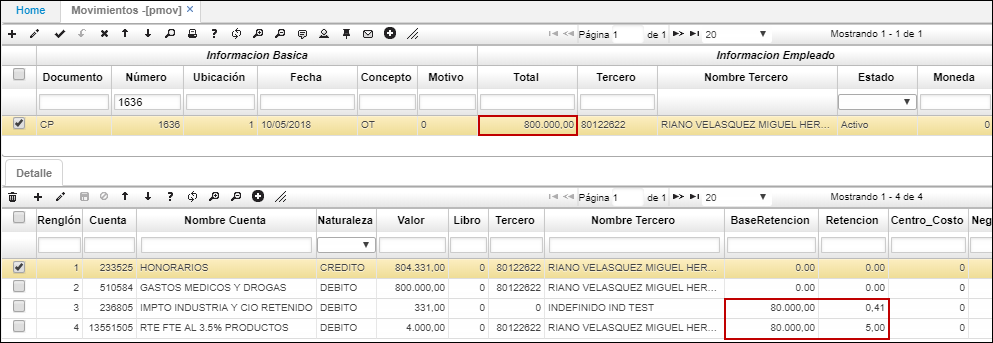 Home Movimientos -[pmov] ×
Página 1 de 1 20 Mostrando 1 - 1 de 1
Informacion Basica Informacion Empleado
Documento Número Ubicación Fecha Concepto Motivo Total Tercero Nombre Tercero Estado Moneda
1636
CP 1636 1 10/05/2018 OT 0 800.000,00 80122622 RIANO VELASQUEZ MIGUEL HER... Activo 0
Detalle
Página 1 de 1 20 Mostrando 1 - 4 de 4
Renglón Cuenta Nombre Cuenta Naturaleza Valor Libro Tercero Nombre Tercero BaseRetencion Retencion Centro_Costo Neg
1 233525 HONORARIOS CREDITO 804.331,00 0 80122622 RIANO VELASQUEZ MIGUEL HER... 0.00 0.00 0
2 510584 GASTOS MEDICOS Y DROGAS DEBITO 800.000,00 0 80122622 RIANO VELASQUEZ MIGUEL HER... 0.00 0.00 0
3 236805 IMPTO INDUSTRIA Y CIO RETENIDO DEBITO 331,00 0 0 INDEFINIDO IND TEST 80.000,00 0,41 0
4 13551505 RTE FTE AL 3.5% PRODUCTOS DEBITO 4.000,00 0 80122622 RIANO VELASQUEZ MIGUEL HER... 80.000,00 5,00 0